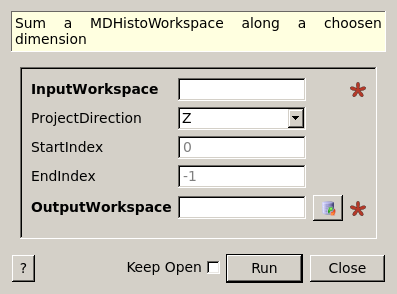 Sum a MDHistoWorkspace along a choosen
dimension
InputWorkspace
ProjectDirection Z
StartIndex 0
EndIndex -1
OutputWorkspace
? Keep Open Run Close